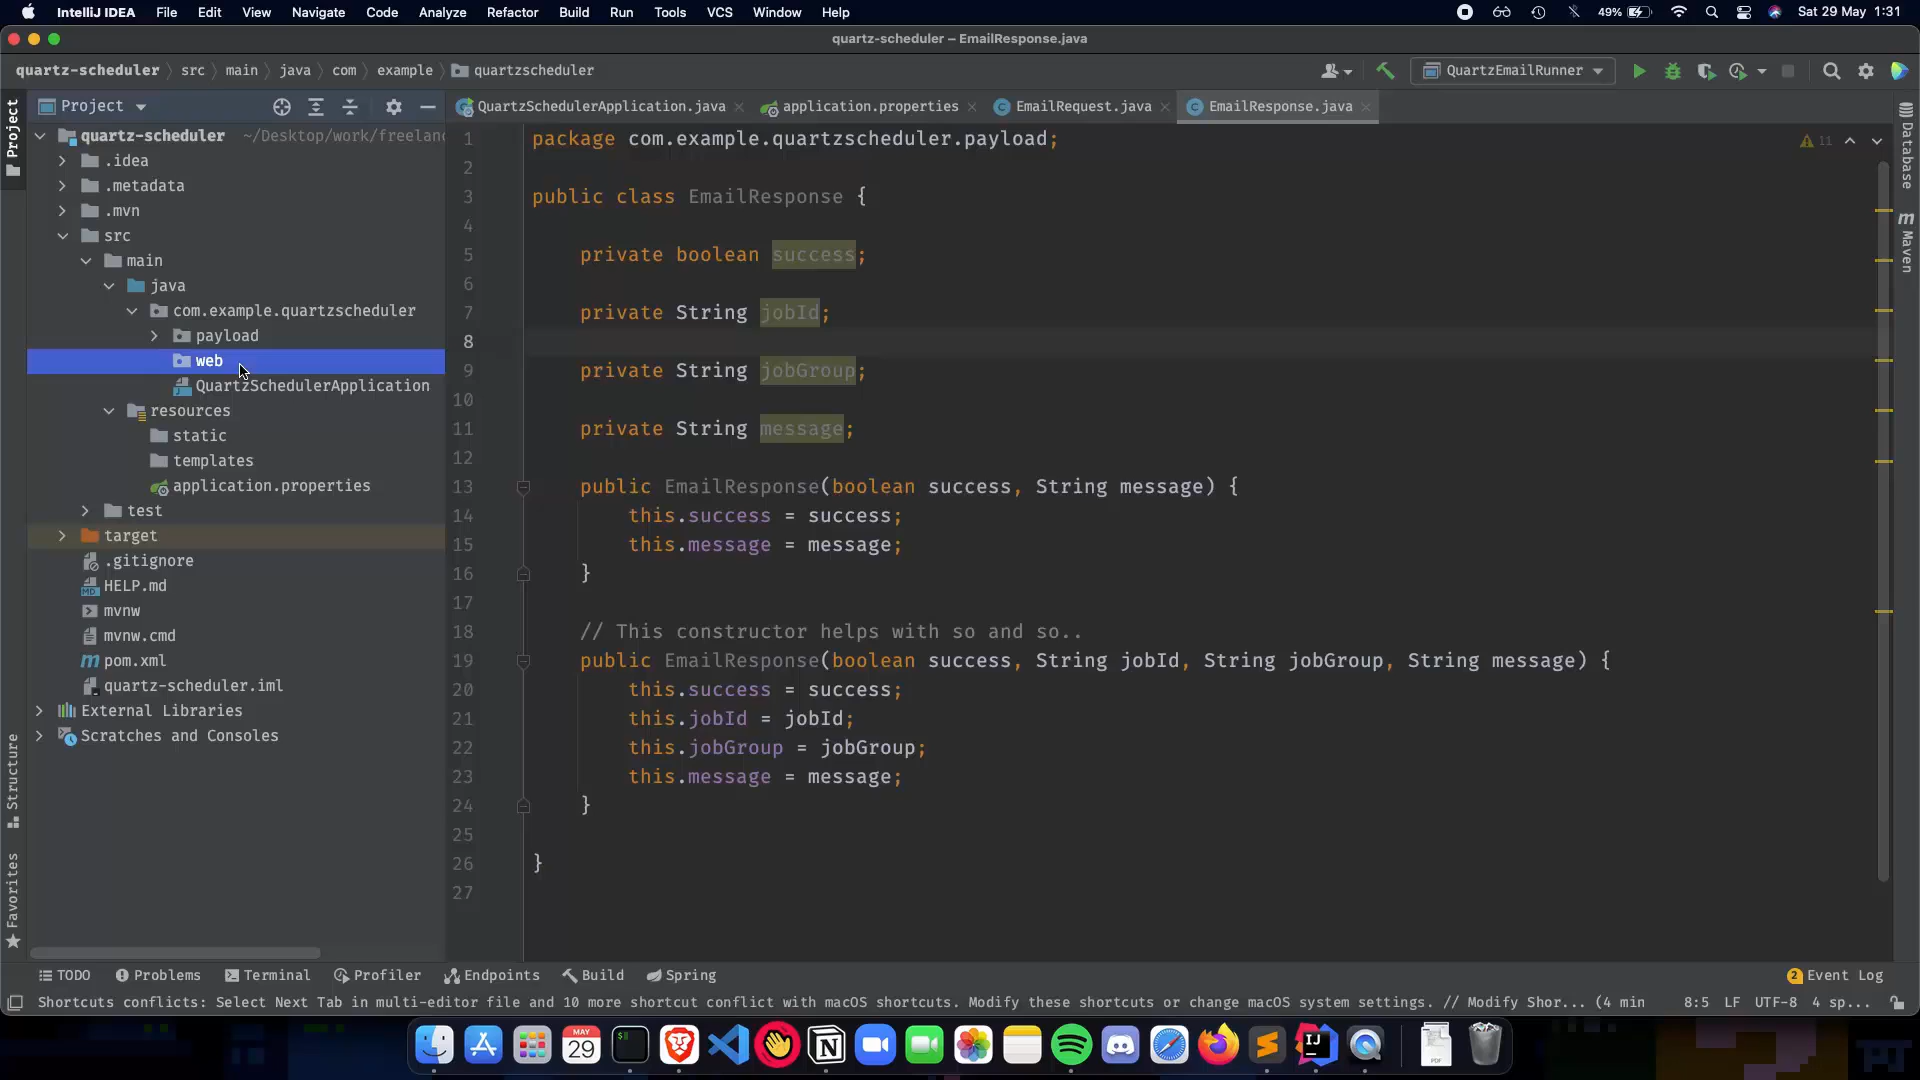 IntelliJ IDEA File Edit View Navigate Code Analyze Refactor Build Run Tools VCS Window Help 49% Sat 29 May 1:31
quartz-scheduler – EmailResponse.java
quartz-scheduler src main java com example quartzscheduler QuartzEmailRunner
Project QuartzSchedulerApplication.java application.properties EmailRequest.java EmailResponse.java
Project
Structure
Favorites
Database
Maven
quartz-scheduler ~/Desktop/work/freelanc
.idea
.metadata
.mvn
src
main
java
com.example.quartzscheduler
payload
web
QuartzSchedulerApplication
resources
static
templates
application.properties
test
target
.gitignore
HELP.md
mvnw
mvnw.cmd
pom.xml
quartz-scheduler.iml
External Libraries
Scratches and Consoles
11
1 package com.example.quartzscheduler.payload;
2
3 public class EmailResponse {
4
5 private boolean success;
6
7 private String jobId;
8
9 private String jobGroup;
10
11 private String message;
12
13 public EmailResponse(boolean success, String message) {
14 this.success = success;
15 this.message = message;
16 }
17
18 // This constructor helps with so and so..
19 public EmailResponse(boolean success, String jobId, String jobGroup, String message) {
20 this.success = success;
21 this.jobId = jobId;
22 this.jobGroup = jobGroup;
23 this.message = message;
24 }
25
26 }
27
TODO Problems Terminal Profiler Endpoints Build Spring 2 Event Log
Shortcuts conflicts: Select Next Tab in multi-editor file and 10 more shortcut conflict with macOS shortcuts. Modify these shortcuts or change macOS system settings. // Modify Shor... (4 min 8:5 LF UTF-8 4 sp...
MAY
29
IJ
PDF